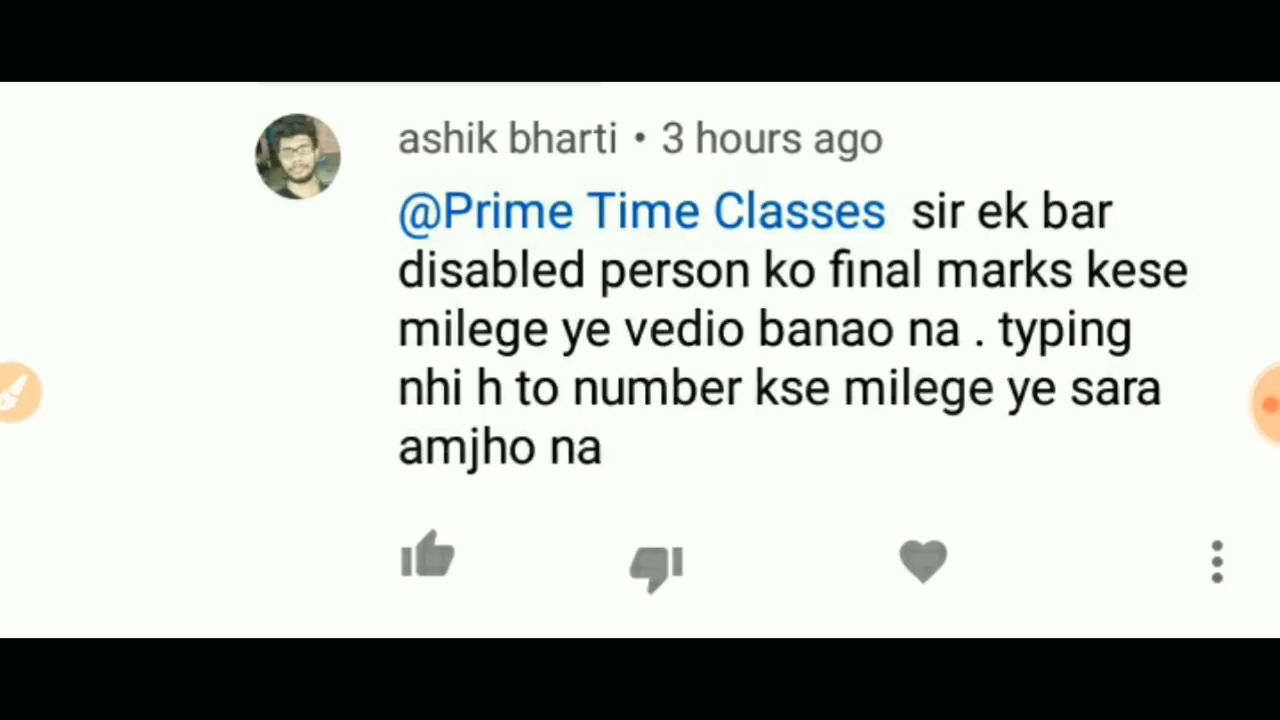 ashik bharti • 3 hours ago
@Prime Time Classes sir ek bar
disabled person ko final marks kese
milege ye vedio banao na . typing
nhi h to number kse milege ye sara
amjho na